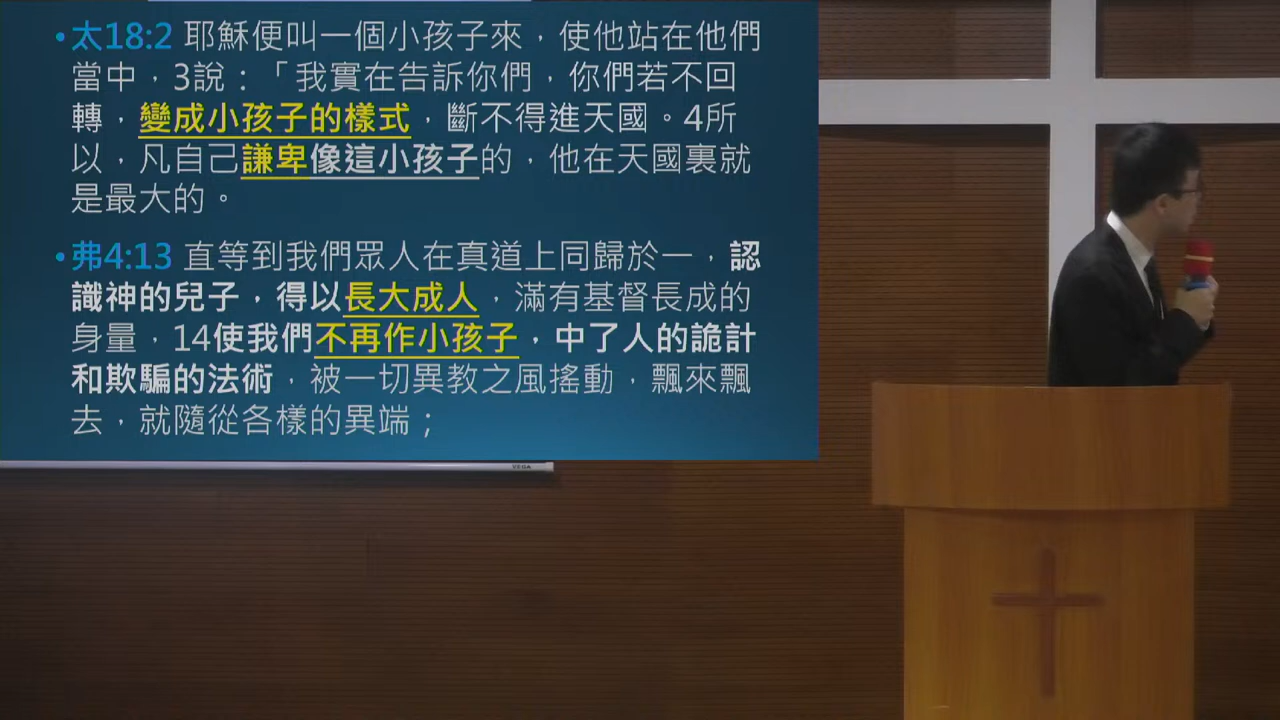 •太18:2 耶穌便叫一個小孩子來，使他站在他們
當中，3說：「我實在告訴你們，你們若不回
轉，變成小孩子的樣式，斷不得進天國。4所
以，凡自己謙卑像這小孩子的，他在天國裏就
是最大的。
•弗4:13 直等到我們眾人在真道上同歸於一，認
識神的兒子，得以長大成人，滿有基督長成的
身量，14使我們不再作小孩子，中了人的詭計
和欺騙的法術，被一切異教之風搖動，飄來飄
去，就隨從各樣的異端；
VEGA